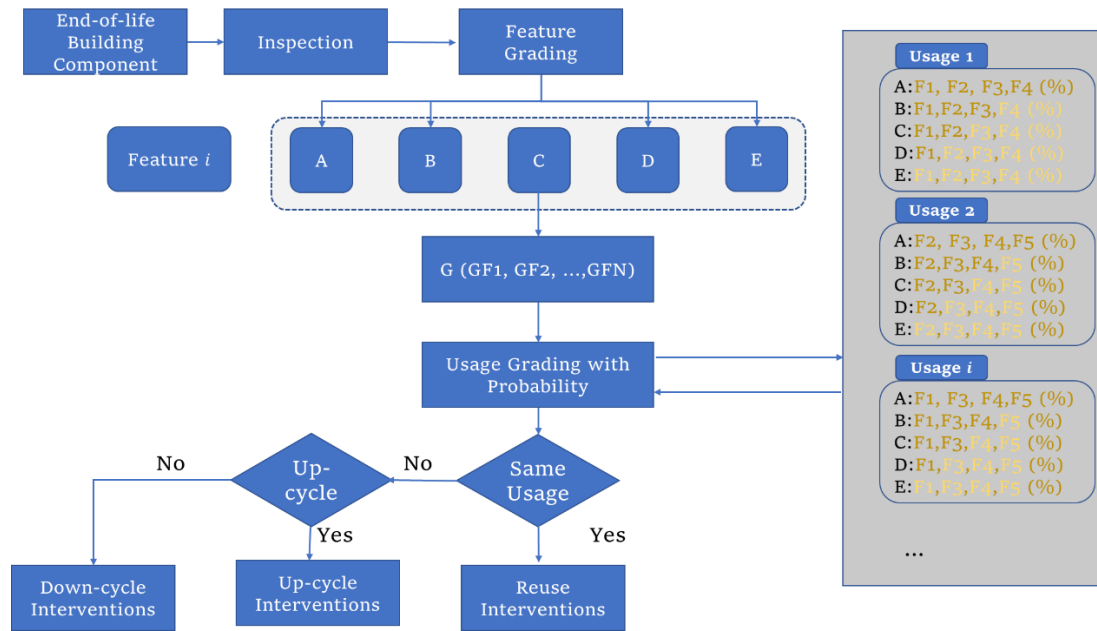 End-of-life
Building
Component
Inspection
Feature
Grading
Feature i
A
B
C
D
E
G (GF1, GF2, ...,GFN)
Usage Grading with
Probability
Same
Usage
No
Yes
Up-
cycle
No
Yes
Down-cycle
Interventions
Up-cycle
Interventions
Reuse
Interventions
Usage 1
A:F1, F2, F3,F4 (%)
B:F1,F2,F3,F4 (%)
C:F1,F2,F3,F4 (%)
D:F1,F2,F3,F4 (%)
E:F1,F2,F3,F4 (%)
Usage 2
A:F2, F3, F4,F5 (%)
B:F2,F3,F4,F5 (%)
C:F2,F3,F4,F5 (%)
D:F2,F3,F4,F5 (%)
E:F2,F3,F4,F5 (%)
Usage i
A:F1, F3, F4,F5 (%)
B:F1,F3,F4,F5 (%)
C:F1,F3,F4,F5 (%)
D:F1,F3,F4,F5 (%)
E:F1,F3,F4,F5 (%)
...